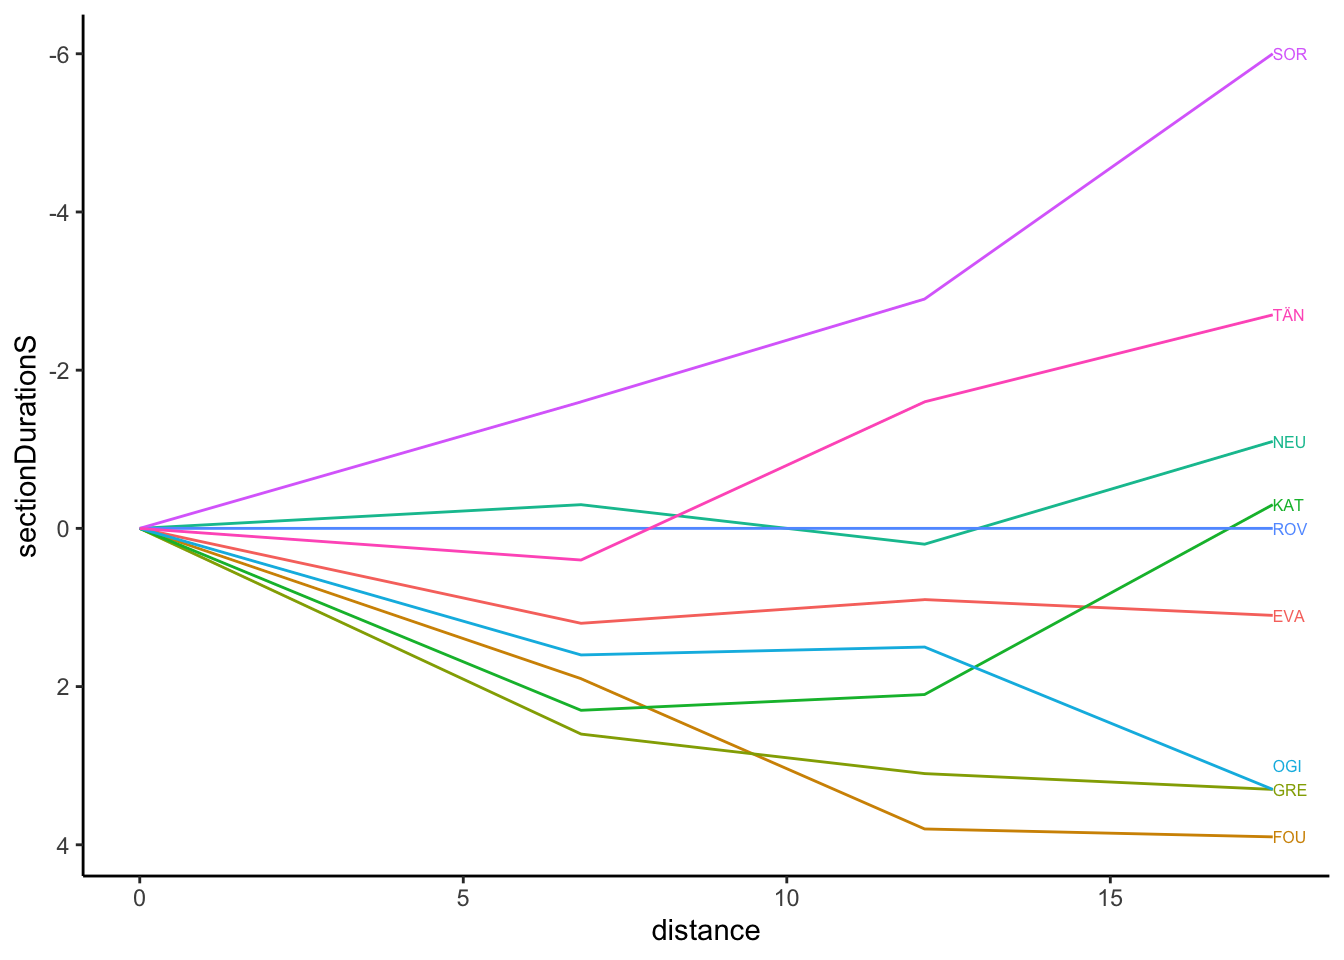 -6
-4
-2
0
2
4
sectionDurationS
SOR
TÄN
NEU
KAT
ROV
EVA
OGI
GRE
FOU
0
5
10
15
distance